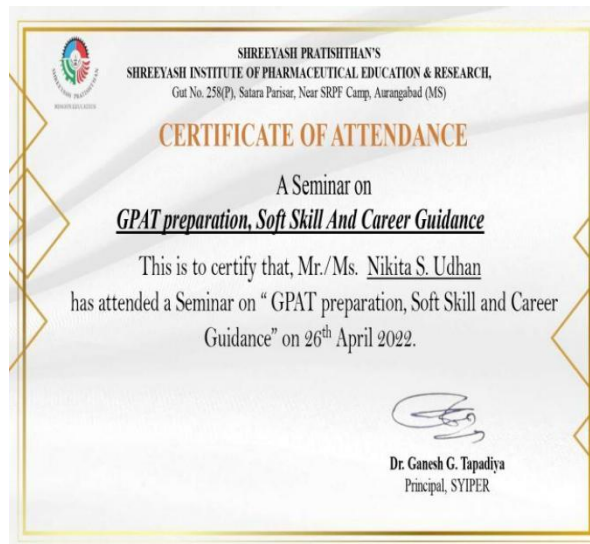 SHREEYASH PRATISHTHAN'S
SHREEYASH INSTITUTE OF PHARMACEUTICAL EDUCATION & RESEARCH,
Gut No. 258(P), Satara Parisar, Near SRPF Camp, Aurangabad (MS)
SHREEYASH PRATISHTHAN
CERTIFICATE OF ATTENDANCE
A Seminar on
GPAT preparation, Soft Skill And Career Guidance
This is to certify that, Mr./Ms. Nikita S. Udhan
has attended a Seminar on “ GPAT preparation, Soft Skill and Career
Guidance” on 26th April 2022.
Dr. Ganesh G. Tapadiya
Principal, SYIPER